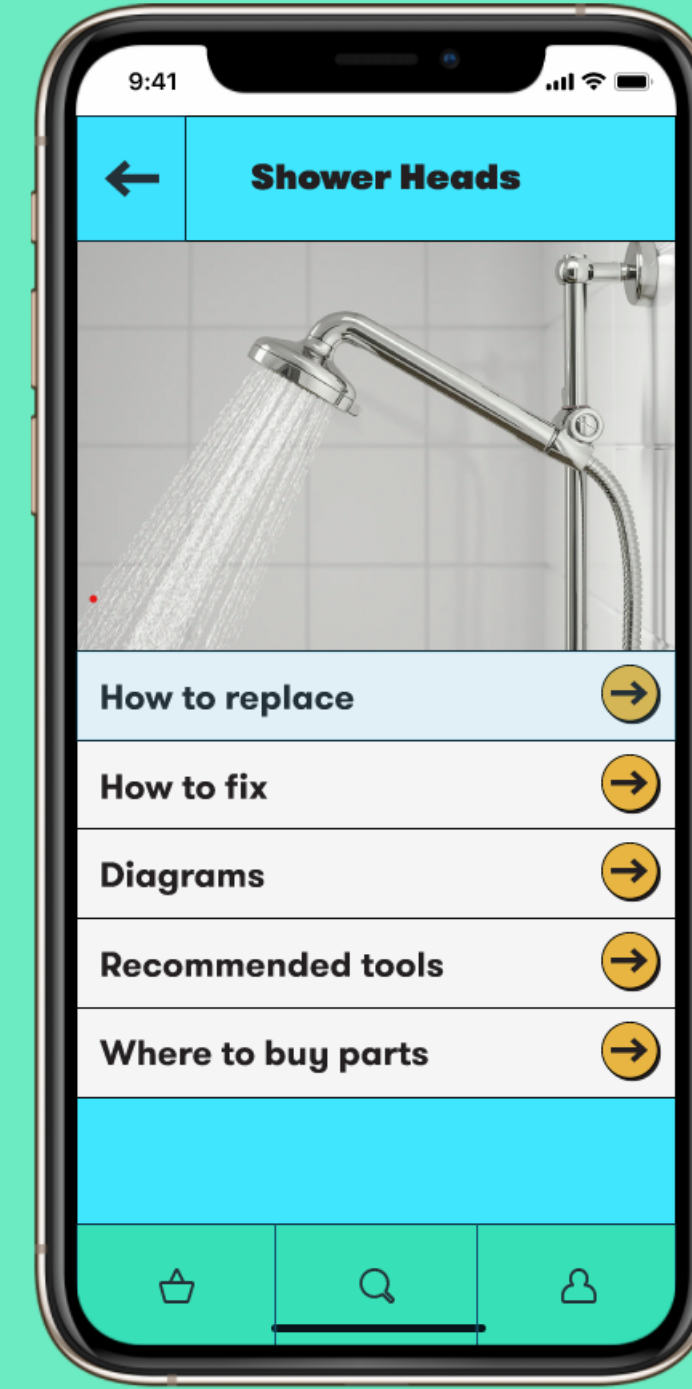 9:41
Shower Heads
How to replace
How to fix
Diagrams
Recommended tools
Where to buy parts